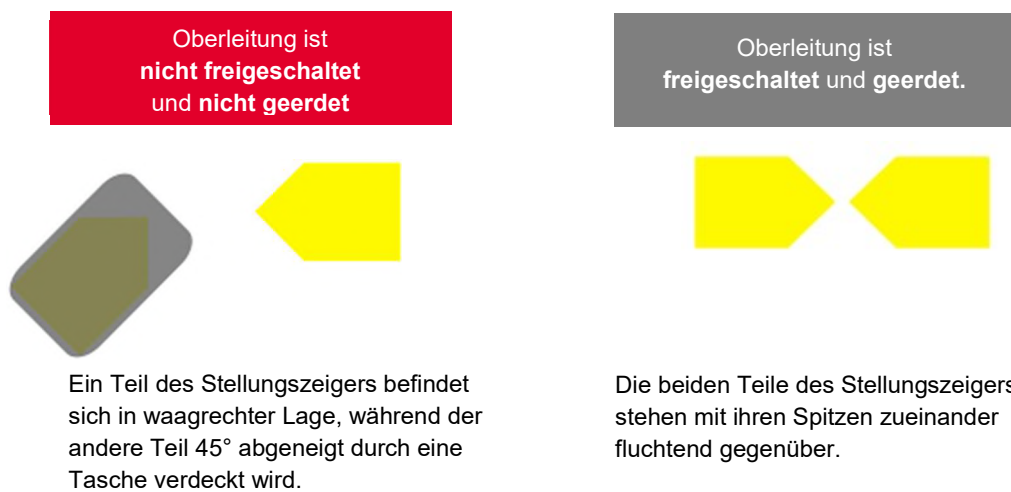 Oberleitung ist
nicht freigeschaltet
und nicht geerdet
Ein Teil des Stellungszeigers befindet
sich in waagrechter Lage, während der
andere Teil 45° abgeneigt durch eine
Tasche verdeckt wird.
Oberleitung ist
freigeschaltet und geerdet.
Die beiden Teile des Stellungszeigers
stehen mit ihren Spitzen zueinander
fluchtend gegenüber.